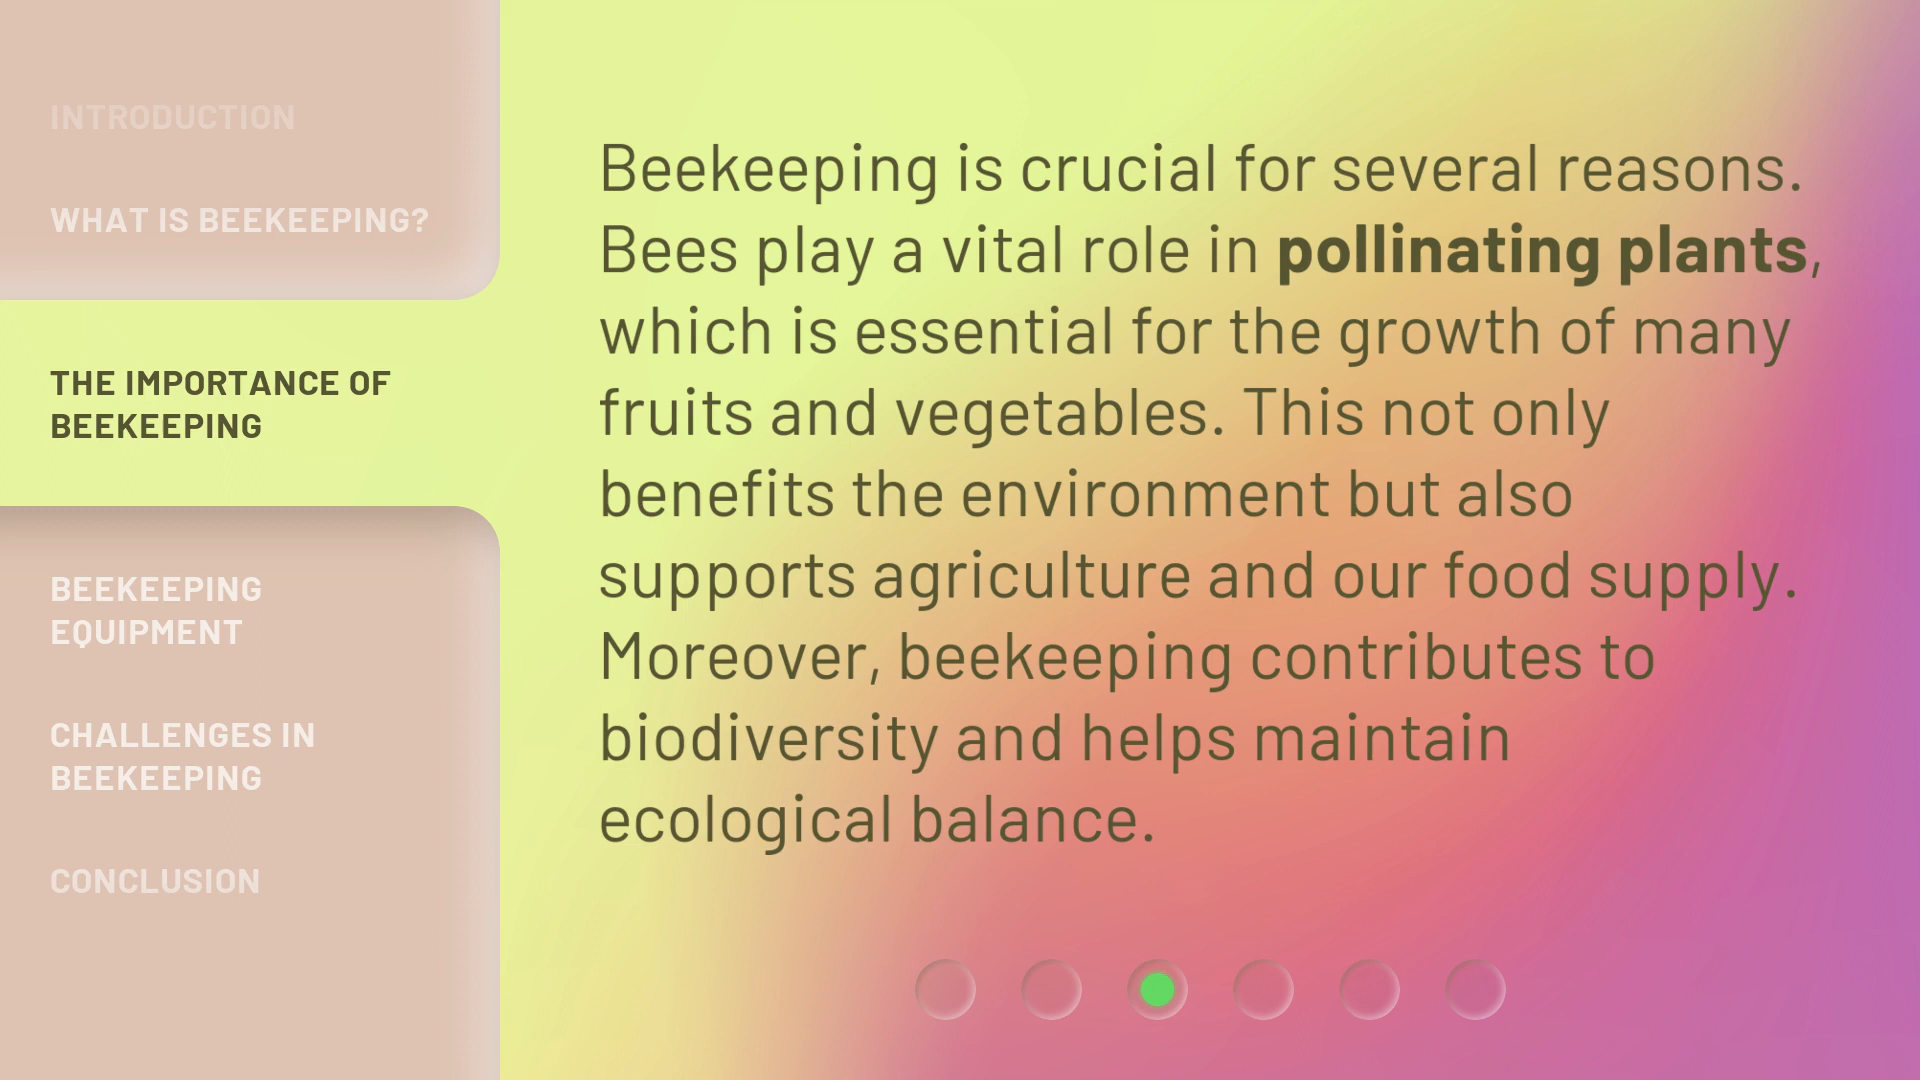 INTRODUCTION
WHAT IS BEEKEEPING?
THE IMPORTANCE OF
BEEKEEPING
BEEKEEPING
EQUIPMENT
CHALLENGES IN
BEEKEEPING
CONCLUSION
Beekeeping is crucial for several reasons.
Bees play a vital role in pollinating plants,
which is essential for the growth of many
fruits and vegetables. This not only
benefits the environment but also
supports agriculture and our food supply.
Moreover, beekeeping contributes to
biodiversity and helps maintain
ecological balance.